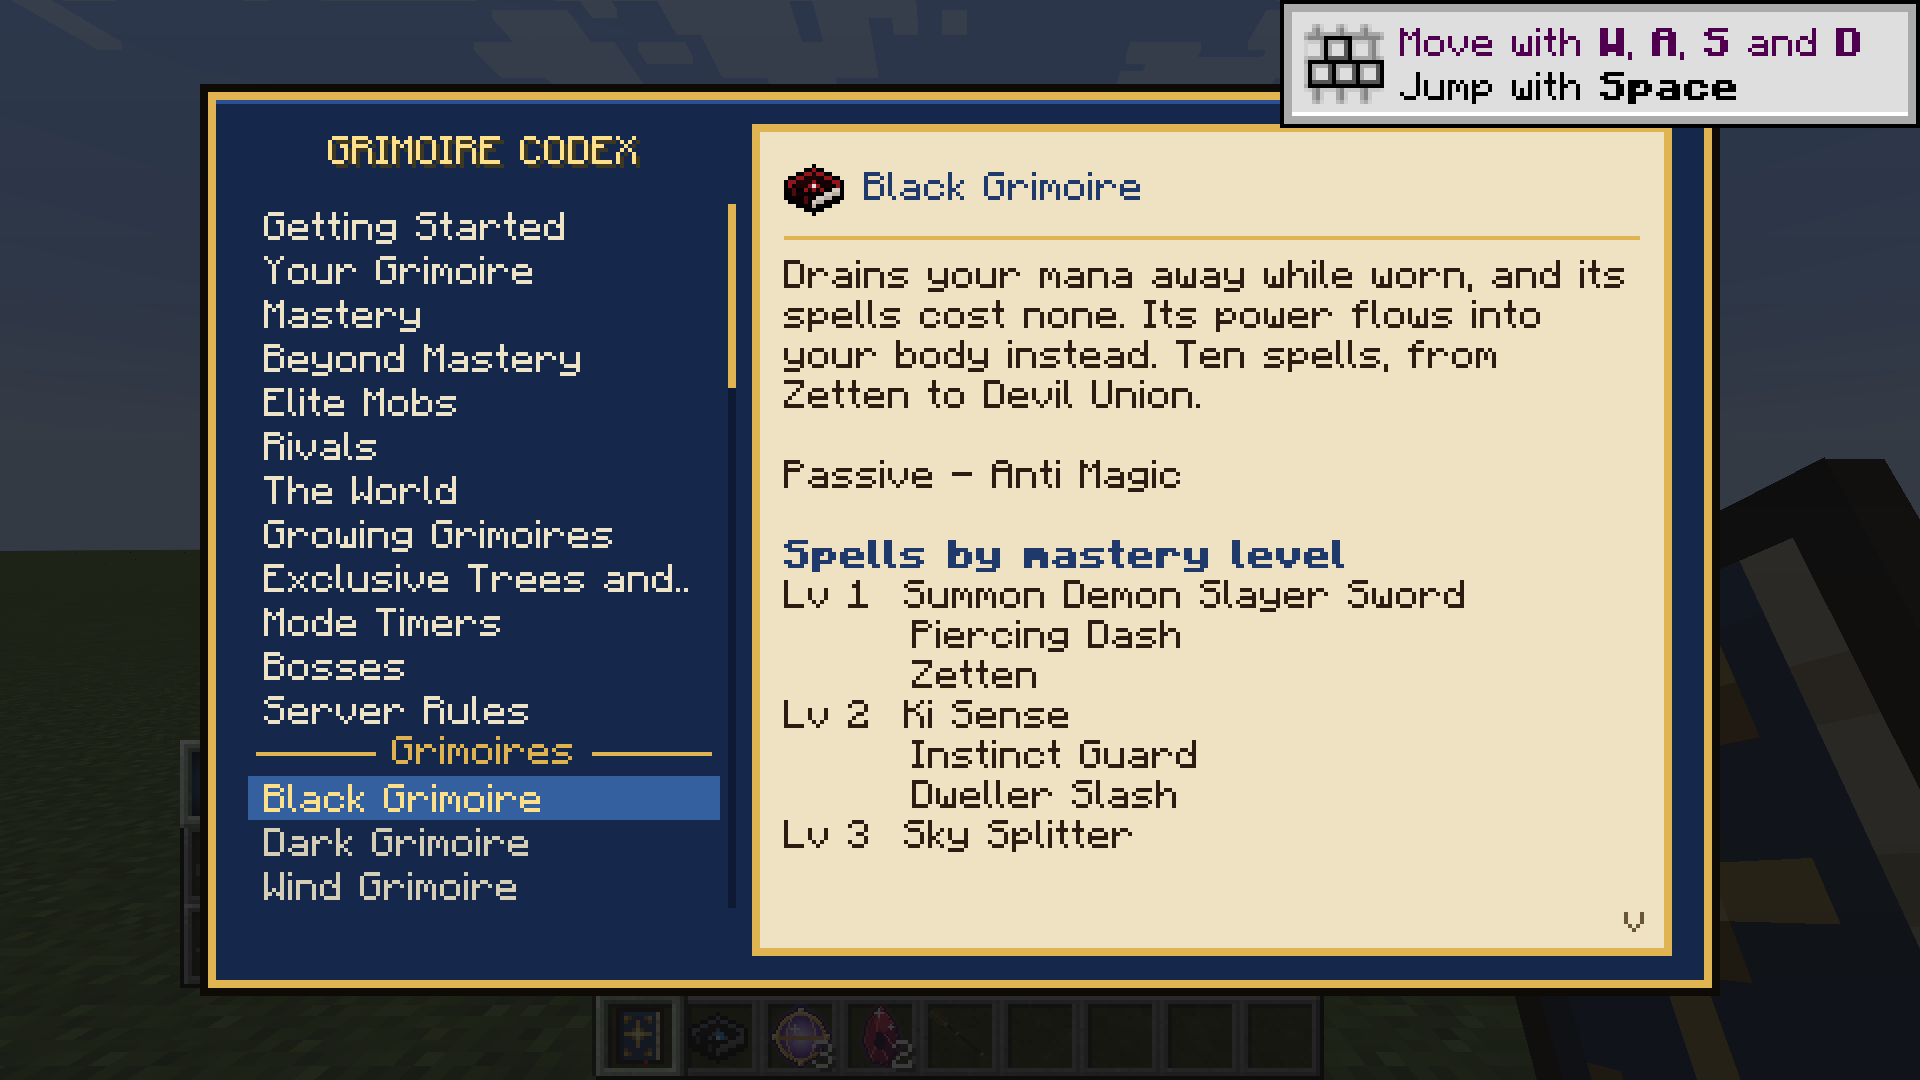 Move with W, A, S and D
Jump with Space
GRIMOIRE CODEX
Getting Started
Your Grimoire
Mastery
Beyond Mastery
Elite Mobs
Rivals
The World
Growing Grimoires
Exclusive Trees and..
Mode Timers
Bosses
Server Rules
Grimoires
Black Grimoire
Dark Grimoire
Wind Grimoire
Black Grimoire
Drains your mana away while worn, and its
spells cost none. Its power flows into
your body instead. Ten spells, from
Zetten to Devil Union.
Passive - Anti Magic
Spells by mastery level
Lv 1 Summon Demon Slayer Sword
Piercing Dash
Zetten
Lv 2 Ki Sense
Instinct Guard
Dweller Slash
Lv 3 Sky Splitter
v
3
2